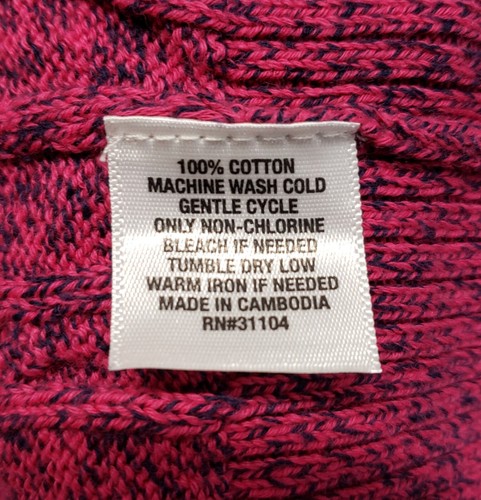 100% COTTON
MACHINE WASH COLD
GENTLE CYCLE
ONLY NON-CHLORINE
BLEACH IF NEEDED
TUMBLE DRY LOW
WARM IRON IF NEEDED
MADE IN CAMBODIA
RN#31104